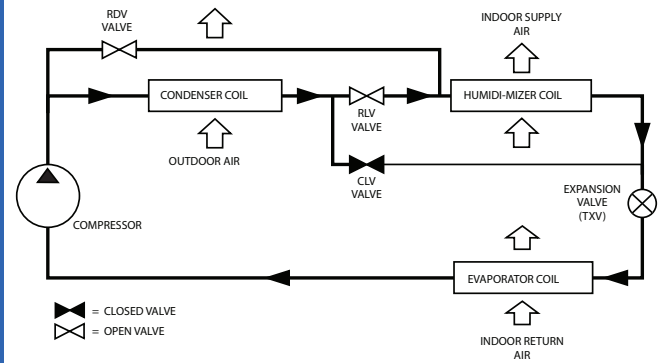 RDV
VALVE
INDOOR SUPPLY
AIR
CONDENSER COIL
HUMIDI-MIZER COIL
RLV
VALVE
OUTDOOR AIR
CLV
VALVE
EXPANSION
VALVE
(TXV)
COMPRESSOR
EVAPORATOR COIL
= CLOSED VALVE
= OPEN VALVE
INDOOR RETURN
AIR